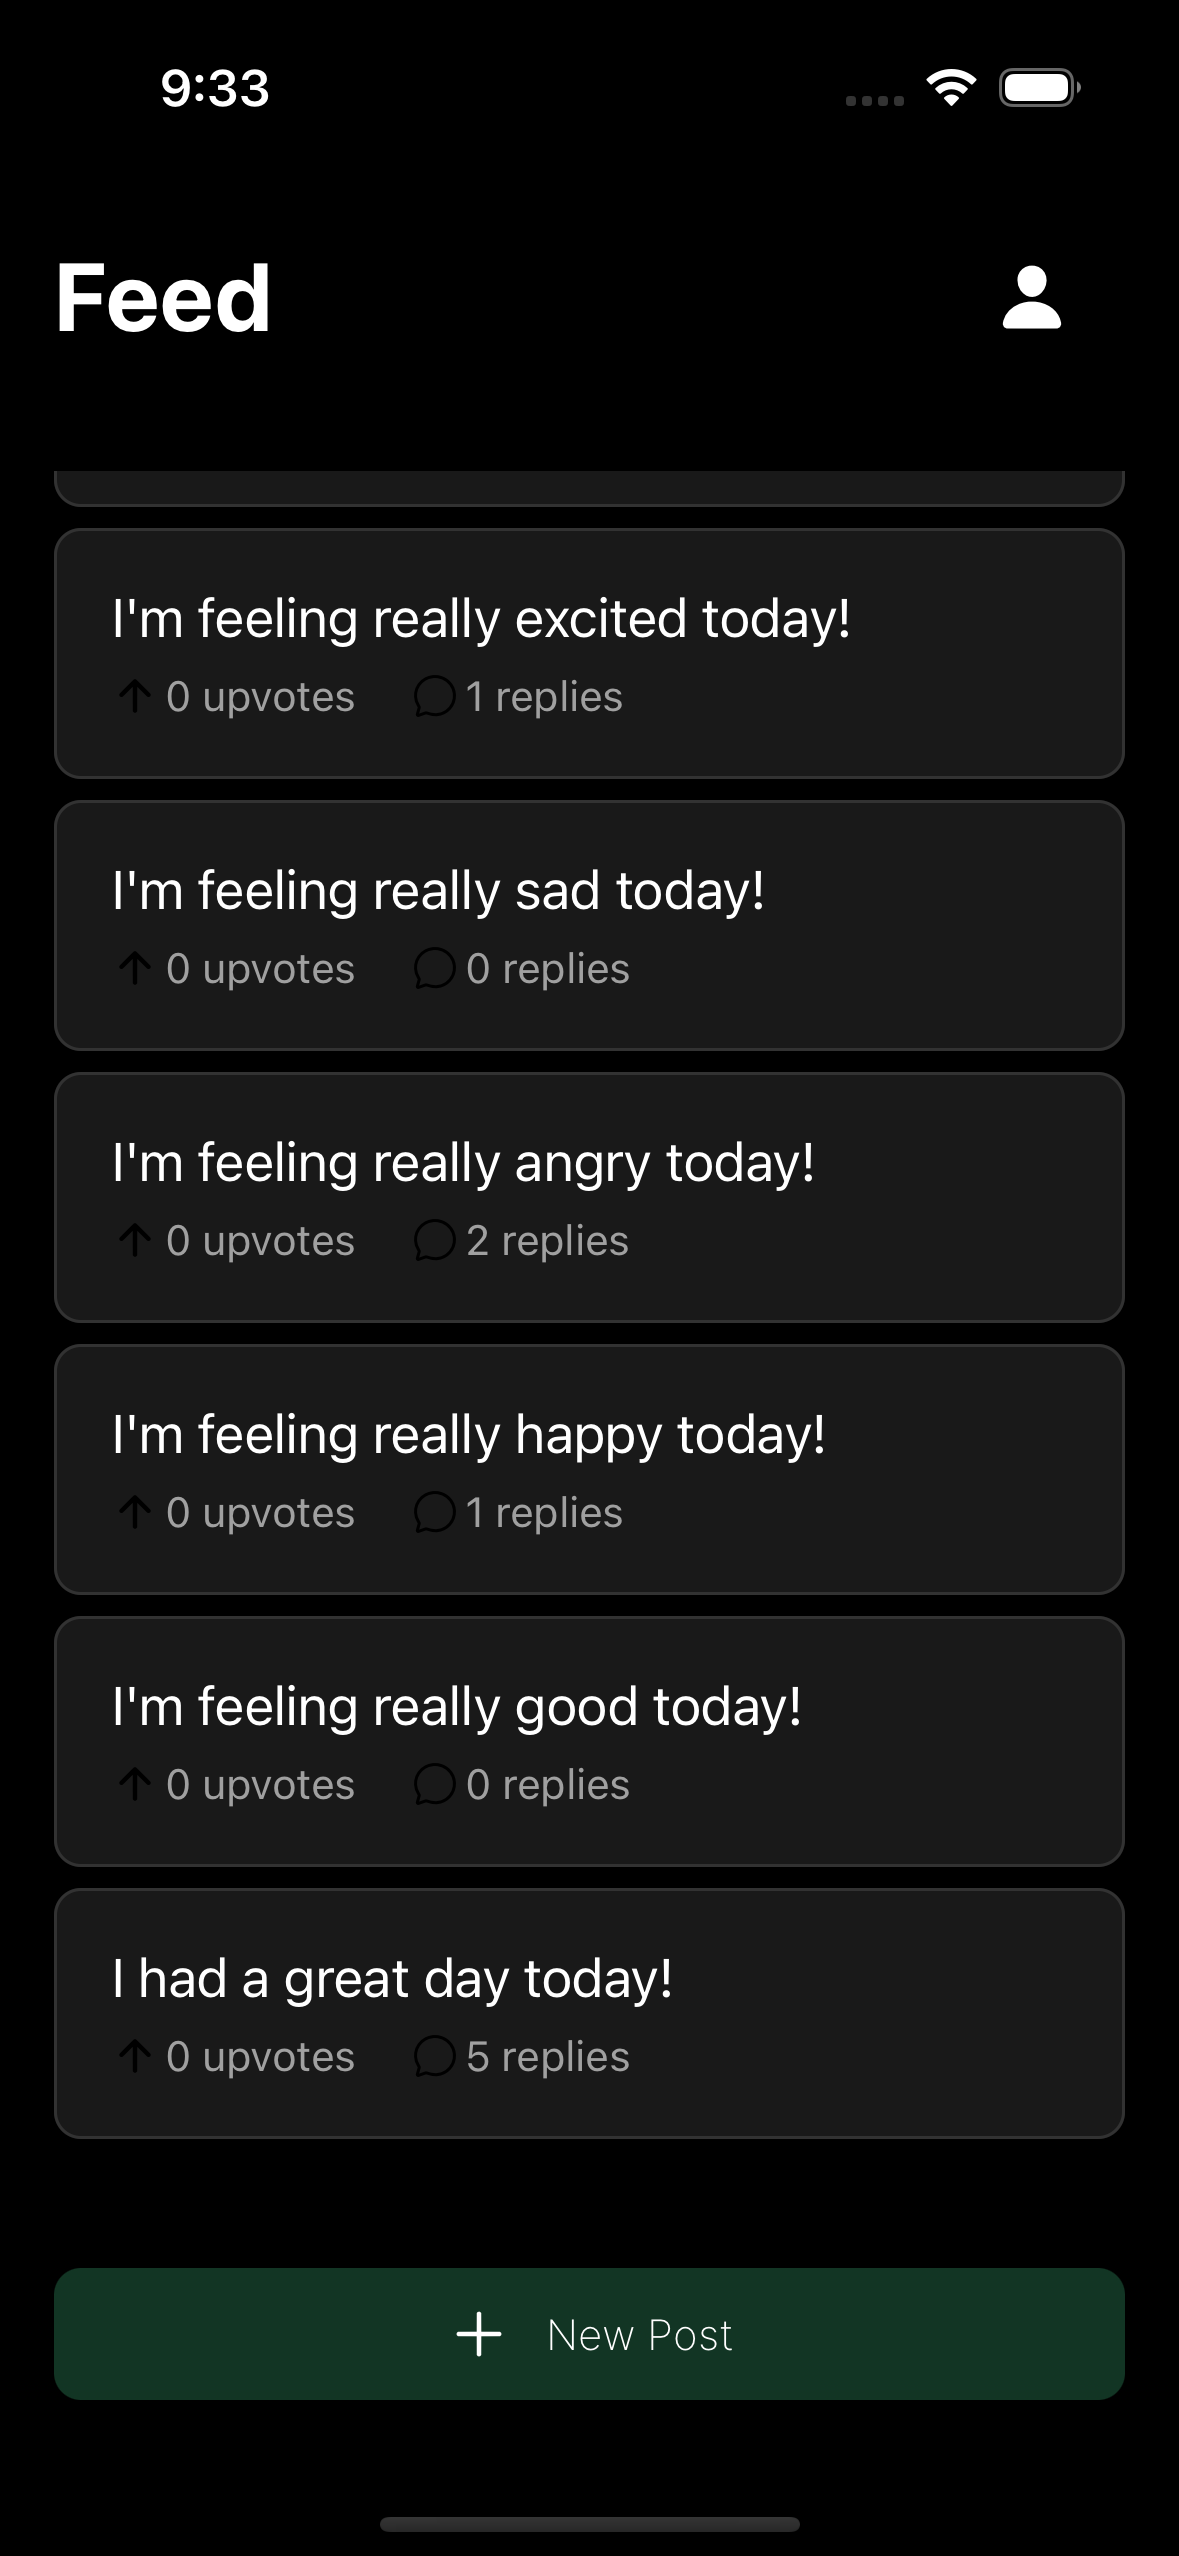 9:33
Feed
I'm feeling really excited today!
0 upvotes 1 replies
I'm feeling really sad today!
0 upvotes 0 replies
I'm feeling really angry today!
0 upvotes 2 replies
I'm feeling really happy today!
0 upvotes 1 replies
I'm feeling really good today!
0 upvotes 0 replies
I had a great day today!
0 upvotes 5 replies
New Post